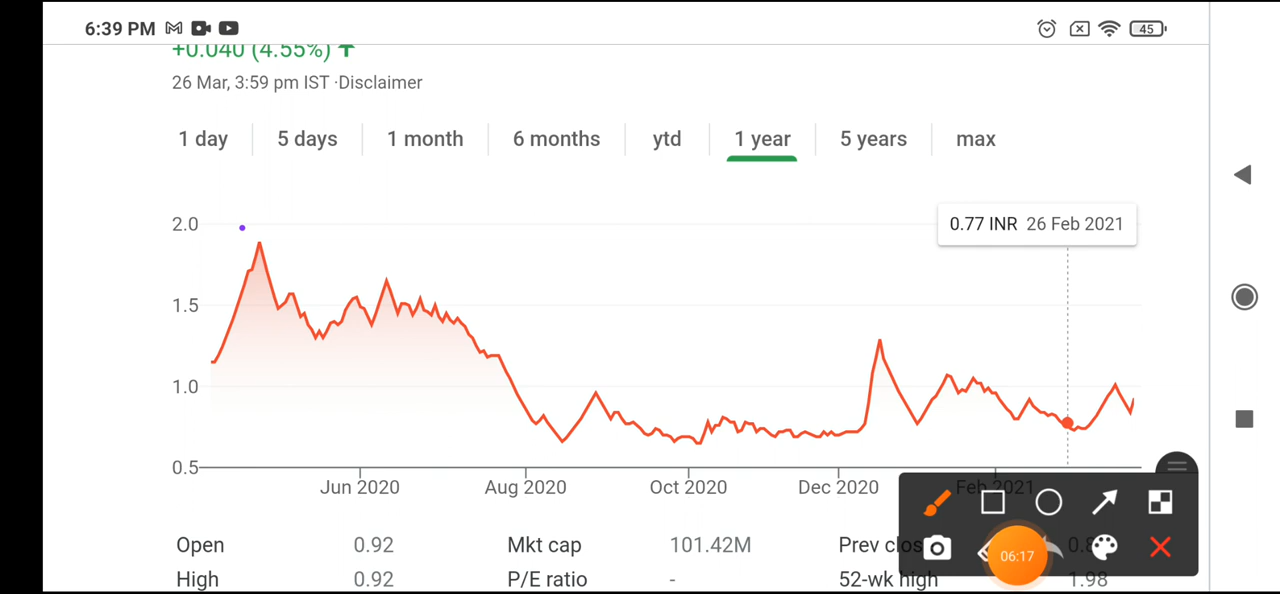 6:39 PM 45
+0.040 (4.55%) ↑
26 Mar, 3:59 pm IST ·Disclaimer
1 day 5 days 1 month 6 months ytd 1 year 5 years max
0.77 INR 26 Feb 2021
2.0
1.5
1.0
0.5
Jun 2020 Aug 2020 Oct 2020 Dec 2020 Feb 2021
Open 0.92 Mkt cap 101.42M Prev clos
High 0.92 P/E ratio - 52-wk high 1.98
06:17